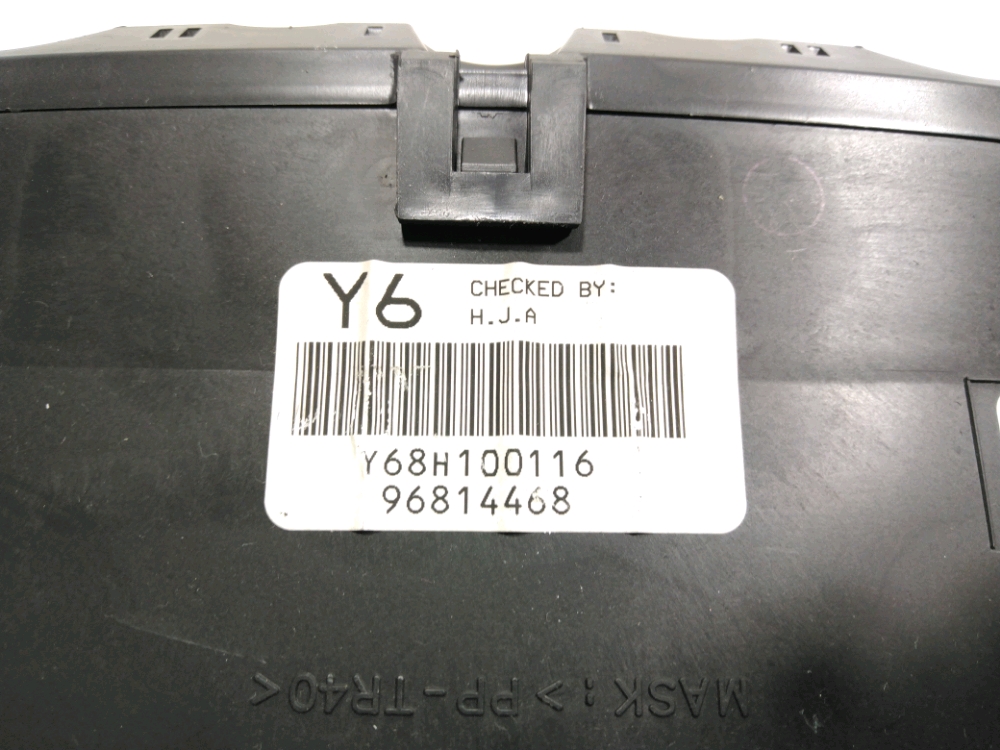 Y6
CHECKED BY:
H.J.A
Y68H100116
96814468
MASK:>PP-TR40<